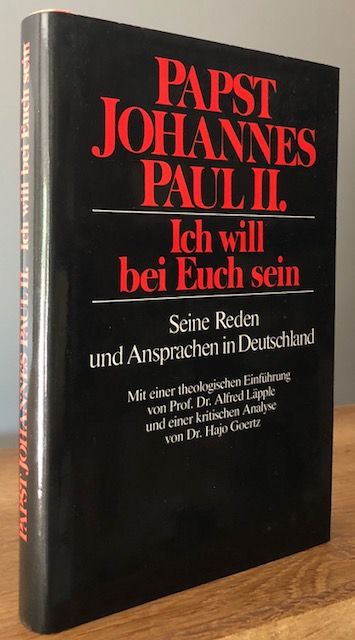 PAPST
JOHANNES
PAUL II.
Ich will
bei Euch sein
Seine Reden
und Ansprachen in Deutschland
Mit einer theologischen Einführung
von Prof. Dr. Alfred Läpple
und einer kritischen Analyse
von Dr. Hajo Goertz
PAPST JOHANNES PAUL II. Ich will bei Euch sein